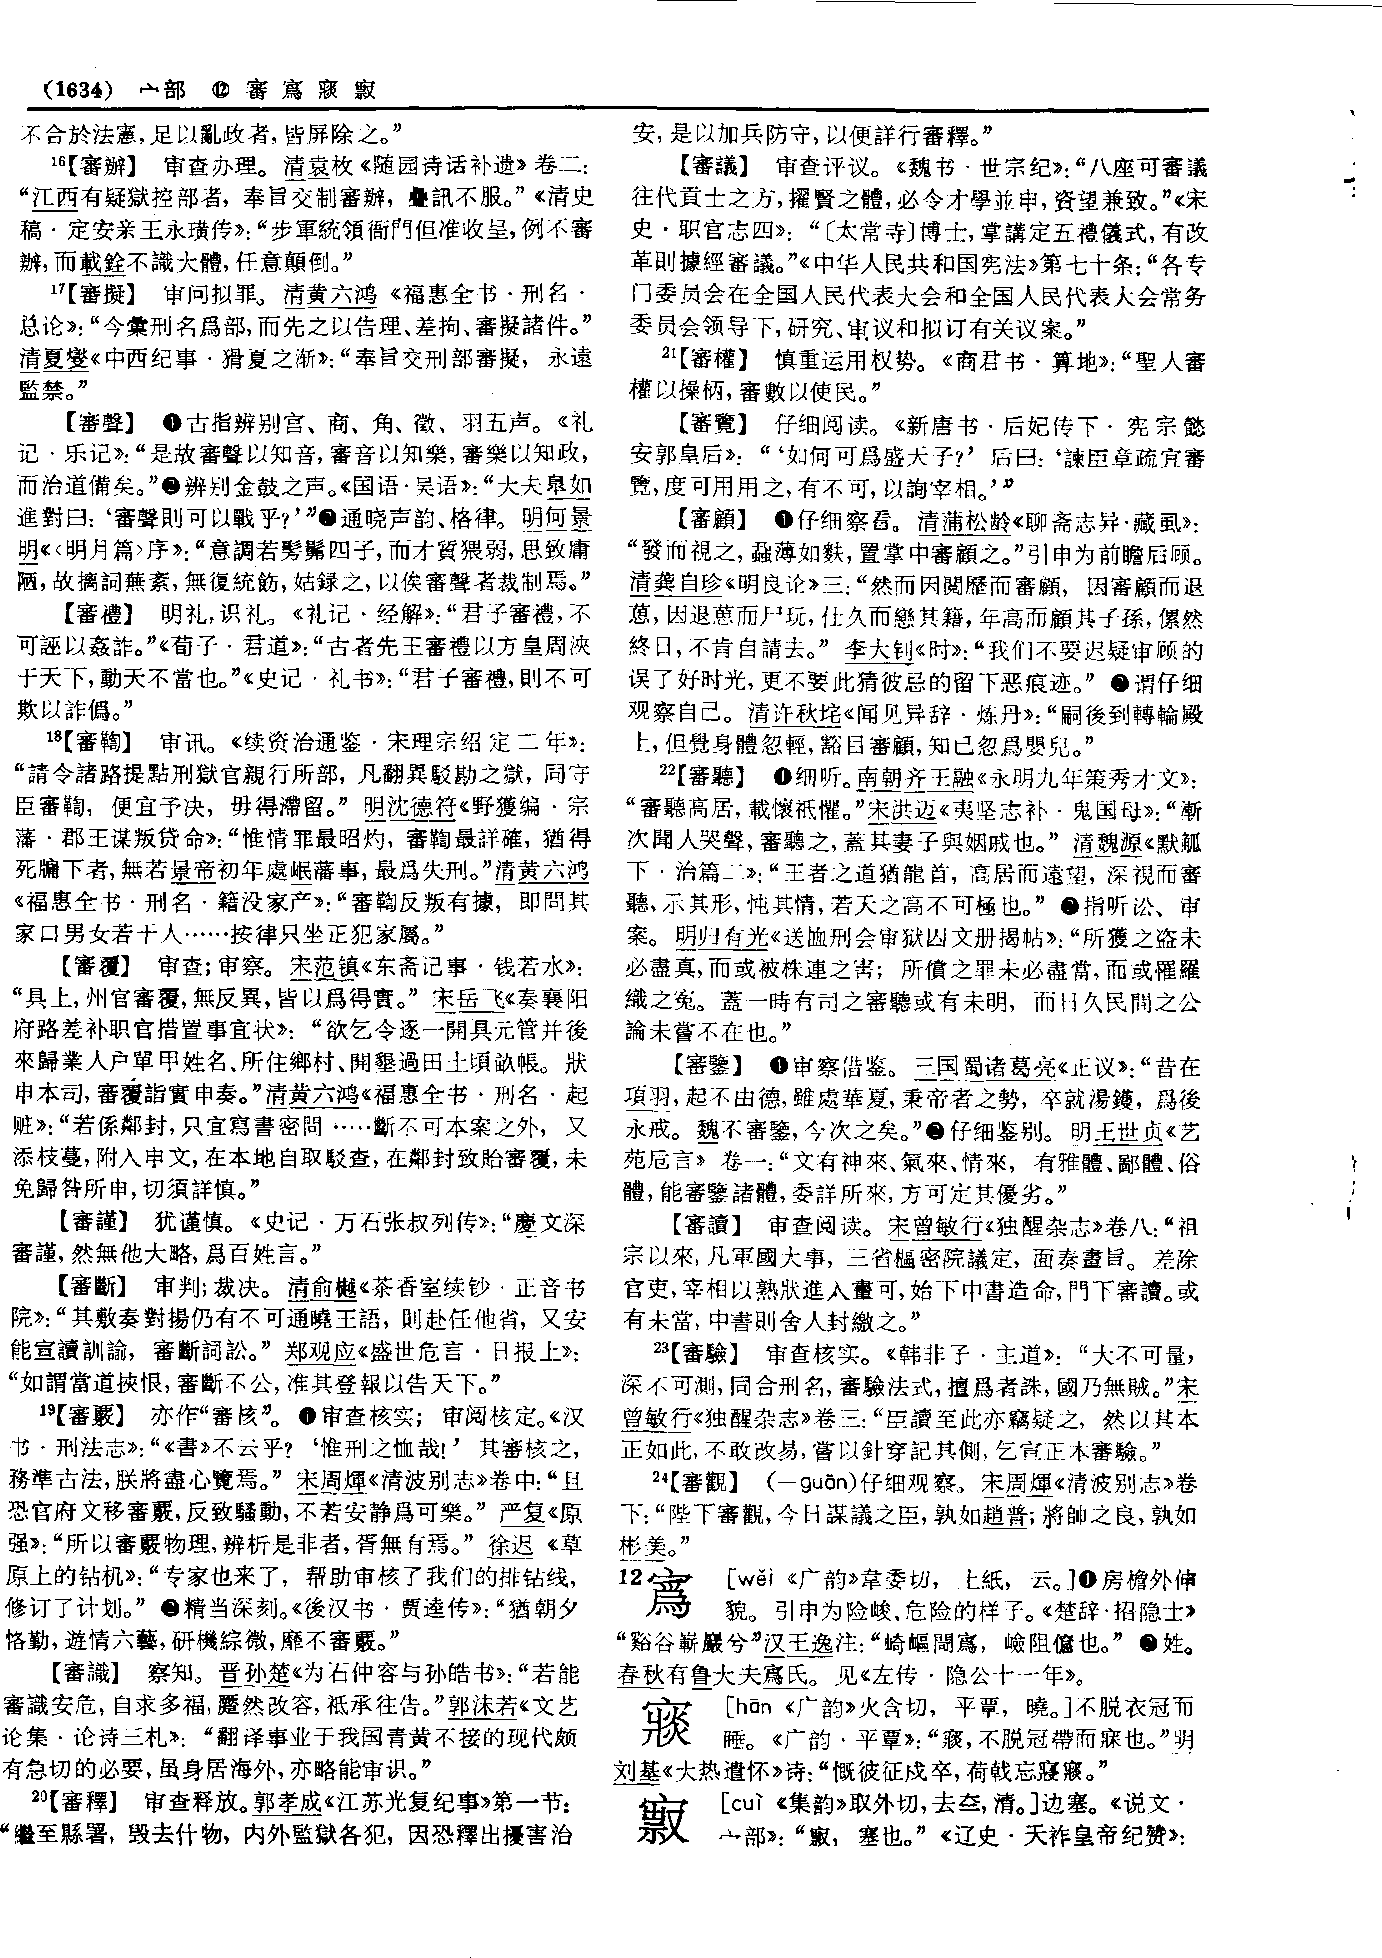 (1634) 宀部 ⑫ 審寪㝸㝮
不合於法憲，足以亂政者，皆屏除之。”
16【審辦】 审查办理。清袁枚《随园诗话补遗》卷二：
“江西有疑獄控部者，奉旨交制審辦，疊訊不服。”《清史
稿·定安亲王永璜传》：“步軍統領衙門但准收呈，例不審
辦，而載銓不識大體，任意顛倒。”
17【審擬】 审问拟罪。清黄六鸿《福惠全书·刑名·
总论》：“今彙刑名爲部，而先之以告理、差拘、審擬諸件。”
清夏燮《中西纪事·猾夏之渐》：“奉旨交刑部審擬，永遠
監禁。”
【審聲】 ❶古指辨别宫、商、角、徵、羽五声。《礼
记·乐记》：“是故審聲以知音，審音以知樂，審樂以知政，
而治道備矣。”❷辨别金鼓之声。《国语·吴语》：“大夫皋如
進對曰：‘審聲則可以戰乎？’”❸通晓声韵、格律。明何景
明《〈明月篇〉序》：“意調若髣髴四子，而才質猥弱，思致庸
陋，故摛詞蕪紊，無復統飭，姑録之，以俟審聲者裁制焉。”
【審禮】 明礼，识礼。《礼记·经解》：“君子審禮，不
可誣以姦詐。”《荀子·君道》：“古者先王審禮以方皇周浹
于天下，動天不當也。”《史记·礼书》：“君子審禮，則不可
欺以詐僞。”
18【審鞫】 审讯。《续资治通鉴·宋理宗绍定二年》：
“請令諸路提點刑獄官親行所部，凡翻異駁勘之獄，同守
臣審鞫，便宜予决，毋得滯留。”明沈德符《野獲编·宗
藩·郡王谋叛贷命》：“惟情罪最昭灼，審鞫最詳確，猶得
死牖下者，無若景帝初年處岷藩事，最爲失刑。”清黄六鸿
《福惠全书·刑名·籍没家产》：“審鞫反叛有據，即問其
家口男女若干人……按律只坐正犯家屬。”
【審覆】 审查；审察。宋范镇《东斋记事·钱若水》：
“具上，州官審覆，無反異，皆以爲得實。”宋岳飞《奏襄阳
府路差补职官措置事宜状》：“欲乞令逐一開具元管并後
來歸業人户單甲姓名、所住鄉村、開墾過田土頃畝帳。狀
申本司，審覆詣實申奏。”清黄六鸿《福惠全书·刑名·起
赃》：“若係鄰封，只宜寫書密問……斷不可本案之外，又
添枝蔓，附入申文，在本地自取駁查，在鄰封致貽審覆，未
免歸咎所申，切須詳慎。”
【審謹】 犹谨慎。《史记·万石张叔列传》：“慶文深
審謹，然無他大略，爲百姓言。”
【審斷】 审判；裁决。清俞樾《茶香室续钞·正音书
院》：“其敷奏對揚仍有不可通曉王語，則赴任他省，又安
能宣讀訓諭，審斷詞訟。”郑观应《盛世危言·日报上》：
“如謂當道挾恨，審斷不公，准其登報以告天下。”
19【審覈】 亦作“審核”。❶审查核实；审阅核定。《汉
书·刑法志》：“《書》不云乎？‘惟刑之恤哉！’其審核之，
務準古法，朕將盡心覽焉。”宋周煇《清波别志》卷中：“且
恐官府文移審覈，反致騷動，不若安静爲可樂。”严复《原
强》：“所以審覈物理，辨析是非者，胥無有焉。”徐迟《草
原上的钻机》：“专家也来了，帮助审核了我们的排钻线，
修订了计划。”❷精当深刻。《後汉书·贾逵传》：“猶朝夕
恪勤，遊情六藝，研機綜微，靡不審覈。”
【審識】 察知。晋孙楚《为石仲容与孙皓书》：“若能
審識安危，自求多福，蹷然改容，祗承往告。”郭沫若《文艺
论集·论诗三札》：“翻译事业于我国青黄不接的现代颇
有急切的必要，虽身居海外，亦略能审识。”
20【審釋】 审查释放。郭孝成《江苏光复纪事》第一节：
“繼至縣署，毁去什物，内外監獄各犯，因恐釋出擾害治
安，是以加兵防守，以便詳行審釋。”
【審議】 审查评议。《魏书·世宗纪》：“八座可審議
往代貢士之方，擢賢之體，必令才學並申，資望兼致。”《宋
史·职官志四》：“〔太常寺〕博士，掌講定五禮儀式，有改
革則據經審議。”《中华人民共和国宪法》第七十条：“各专
门委员会在全国人民代表大会和全国人民代表大会常务
委员会领导下，研究、审议和拟订有关议案。”
21【審權】 慎重运用权势。《商君书·算地》：“聖人審
權以操柄，審數以使民。”
【審覽】 仔细阅读。《新唐书·后妃传下·宪宗懿
安郭皇后》：“‘如何可爲盛天子？’后曰：‘諫臣章疏宜審
覽，度可用用之，有不可，以詢宰相。’”
【審顧】 ❶仔细察看。清蒲松龄《聊斋志异·藏虱》：
“發而視之，蝨薄如麩，置掌中審顧之。”引申为前瞻后顾。
清龚自珍《明良论》三：“然而因閲歷而審顧，因審顧而退
葸，因退葸而尸玩，仕久而戀其籍，年高而顧其子孫，儽然
終日，不肯自請去。”李大钊《时》：“我们不要迟疑审顾的
误了好时光，更不要此猜彼忌的留下恶痕迹。”❷谓仔细
观察自己。清许秋垞《闻见异辞·炼丹》：“嗣後到轉輪殿
上，但覺身體忽輕，豁目審顧，知已忽爲嬰兒。”
22【審聽】 ❶细听。南朝齐王融《永明九年策秀才文》：
“審聽高居，載懷祗懼。”宋洪迈《夷坚志补·鬼国母》：“漸
次聞人哭聲，審聽之，蓋其妻子與姻戚也。”清魏源《默觚
下·治篇二》：“王者之道猶龍首，高居而遠望，深視而審
聽，示其形，忳其情，若天之高不可極也。”❷指听讼、审
案。明归有光《送恤刑会审狱囚文册揭帖》：“所獲之盗未
必盡真，而或被株連之害；所償之罪未必盡當，而或罹羅
織之寃。蓋一時有司之審聽或有未明，而日久民間之公
論未嘗不在也。”
【審鑒】 ❶审察借鉴。三国蜀诸葛亮《正议》：“昔在
項羽，起不由德，雖處華夏，秉帝者之勢，卒就湯鑊，爲後
永戒。魏不審鑒，今次之矣。”❷仔细鉴别。明王世贞《艺
苑卮言》卷一：“文有神來、氣來、情來，有雅體、鄙體、俗
體，能審鑒諸體，委詳所來，方可定其優劣。”
【審讀】 审查阅读。宋曾敏行《独醒杂志》卷八：“祖
宗以來，凡軍國大事，三省樞密院議定，面奏畫旨。差除
官吏，宰相以熟狀進入畫可，始下中書造命，門下審讀。或
有未當，中書則舍人封繳之。”
23【審驗】 审查核实。《韩非子·主道》：“大不可量，
深不可測，同合刑名，審驗法式，擅爲者誅，國乃無賊。”宋
曾敏行《独醒杂志》卷三：“臣讀至此亦竊疑之，然以其本
正如此，不敢改易，嘗以針穿記其側，乞宣正本審驗。”
24【審觀】 （—guān）仔细观察。宋周煇《清波别志》卷
下：“陛下審觀，今日謀議之臣，孰如趙普；將帥之良，孰如
彬、美。”
12寪 [wěi 《广韵》韋委切，上紙，云。]❶房檐外伸
貌。引申为险峻、危险的样子。《楚辞·招隐士》
“谿谷嶄巖兮”汉王逸注：“崎嶇間寪，嶮阻傴也。”❷姓。
春秋有鲁大夫寪氏。见《左传·隐公十一年》。
㝸 [hān 《广韵》火含切，平覃，曉。]不脱衣冠而
睡。《广韵·平覃》：“㝸，不脱冠帶而寐也。”明
刘基《大热遣怀》诗：“慨彼征戍卒，荷戟忘寢㝸。”
㝮 [cuì 《集韵》取外切，去泰，清。]边塞。《说文·
宀部》：“㝮，塞也。”《辽史·天祚皇帝纪赞》：